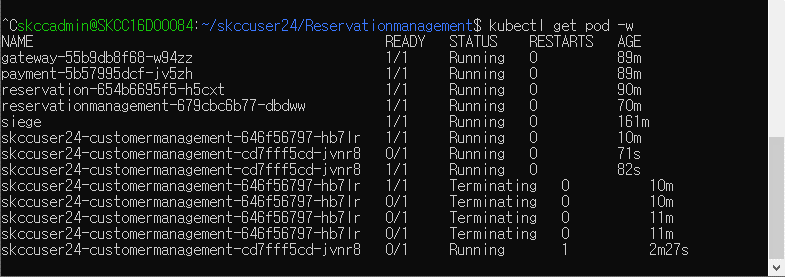 ^Cskccadmin@SKCC16D00084:~/skccuser24/Reservationmanagement$ kubectl get pod -w
NAME READY STATUS RESTARTS AGE
gateway-55b9db8f68-w94zz 1/1 Running 0 89m
payment-5b57995dcf-jv5zh 1/1 Running 0 89m
reservation-654b6695f5-h5cxt 1/1 Running 0 90m
reservationmanagement-679cbc6b77-dbdww 1/1 Running 0 70m
siege 1/1 Running 0 161m
skccuser24-customermanagement-646f56797-hb7lr 1/1 Running 0 10m
skccuser24-customermanagement-cd7fff5cd-jvnr8 0/1 Running 0 71s
skccuser24-customermanagement-cd7fff5cd-jvnr8 1/1 Running 0 82s
skccuser24-customermanagement-646f56797-hb7lr 1/1 Terminating 0 10m
skccuser24-customermanagement-646f56797-hb7lr 0/1 Terminating 0 10m
skccuser24-customermanagement-646f56797-hb7lr 0/1 Terminating 0 11m
skccuser24-customermanagement-646f56797-hb7lr 0/1 Terminating 0 11m
skccuser24-customermanagement-cd7fff5cd-jvnr8 0/1 Running 1 2m27s